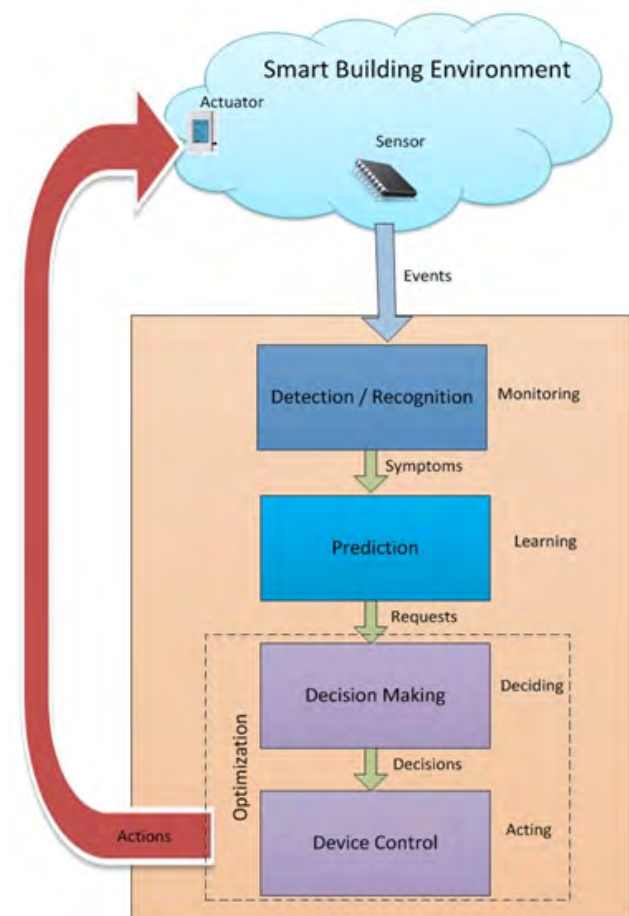 Smart Building Environment
Actuator
Sensor
Events
Detection / Recognition
Monitoring
Symptoms
Prediction
Learning
Requests
Optimization
Decision Making
Deciding
Decisions
Device Control
Acting
Actions